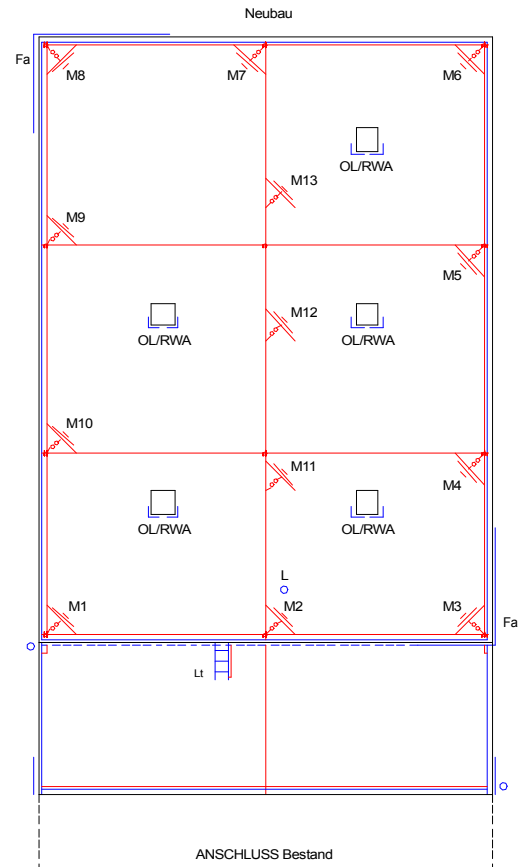 Neubau
Fa
M8
M7
M6
OL/RWA
M13
M9
M5
M12
OL/RWA
OL/RWA
M10
M11
M4
OL/RWA
OL/RWA
L
M1
M2
M3
Fa
Lt
ANSCHLUSS Bestand